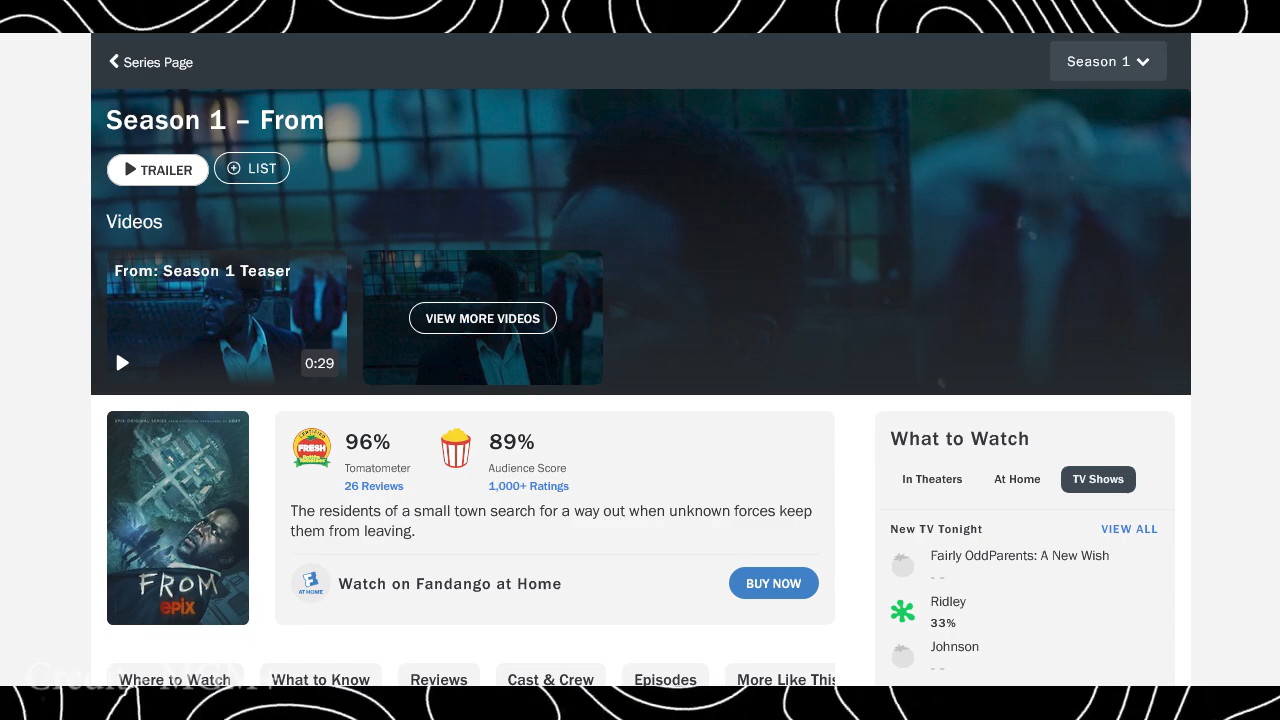 Series Page
Season 1
Season 1 – From
TRAILER
LIST
Videos
From: Season 1 Teaser
0:29
VIEW MORE VIDEOS
FROM
epix
CERTIFIED
FRESH
96%
Tomatometer
26 Reviews
89%
Audience Score
1,000+ Ratings
The residents of a small town search for a way out when unknown forces keep
them from leaving.
AT HOME
Watch on Fandango at Home
BUY NOW
What to Watch
In Theaters
At Home
TV Shows
New TV Tonight
VIEW ALL
Fairly OddParents: A New Wish
- -
Ridley
33%
Johnson
- -
Where to Watch
What to Know
Reviews
Cast & Crew
Episodes
More Like This